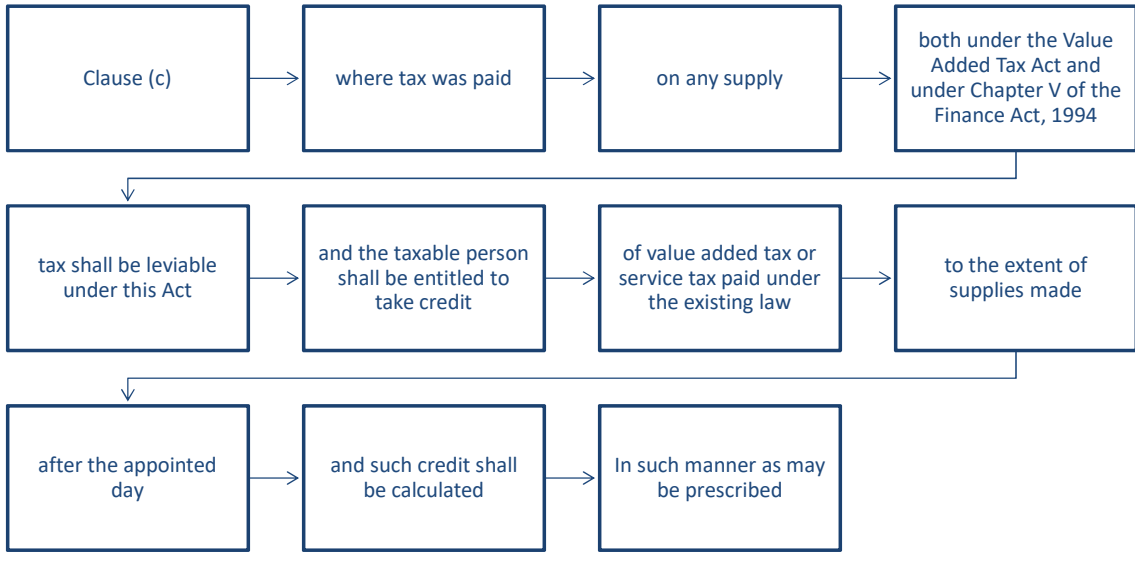 Clause (c)
where tax was paid
on any supply
both under the Value
Added Tax Act and
under Chapter V of the
Finance Act, 1994
tax shall be leviable
under this Act
and the taxable person
shall be entitled to
take credit
of value added tax or
service tax paid under
the existing law
to the extent of
supplies made
after the appointed
day
and such credit shall
be calculated
In such manner as may
be prescribed